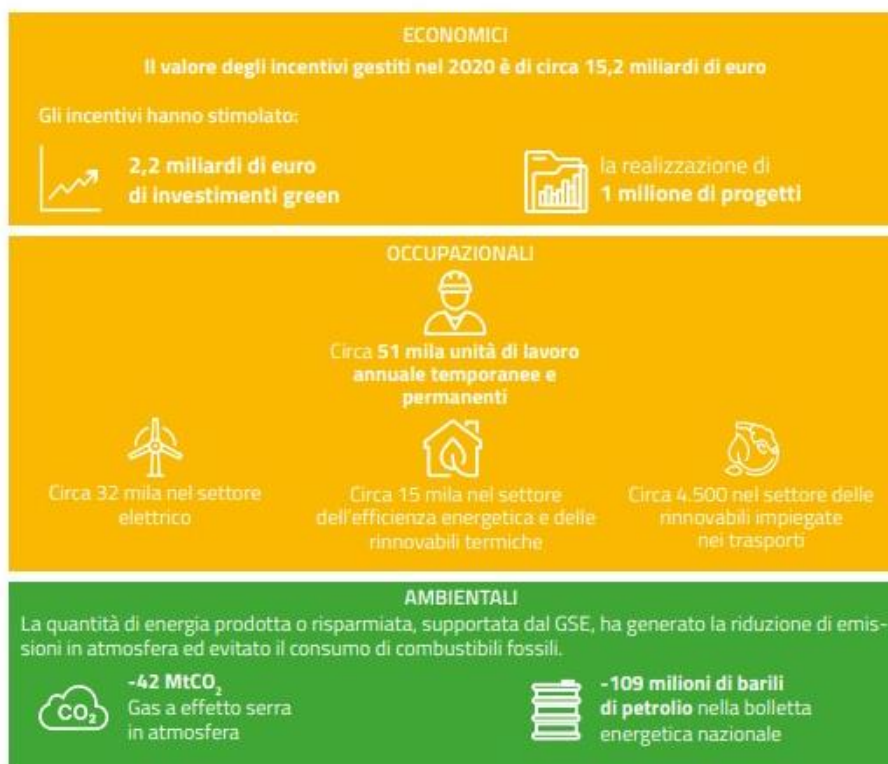 ECONOMICI
Il valore degli incentivi gestiti nel 2020 è di circa 15,2 miliardi di euro
Gli incentivi hanno stimolato:
2,2 miliardi di euro
di investimenti green
la realizzazione di
1 milione di progetti
OCCUPAZIONALI
Circa 51 mila unità di lavoro
annuale temporanee e
permanenti
Circa 32 mila nel settore
elettrico
Circa 15 mila nel settore
dell'efficienza energetica e delle
rinnovabili termiche
Circa 4.500 nel settore delle
rinnovabili impiegate
nei trasporti
AMBIENTALI
La quantità di energia prodotta o risparmiata, supportata dal GSE, ha generato la riduzione di emis-
sioni in atmosfera ed evitato il consumo di combustibili fossili.
CO₂
-42 MtCO₂
Gas a effetto serra
in atmosfera
-109 milioni di barili
di petrolio nella bolletta
energetica nazionale